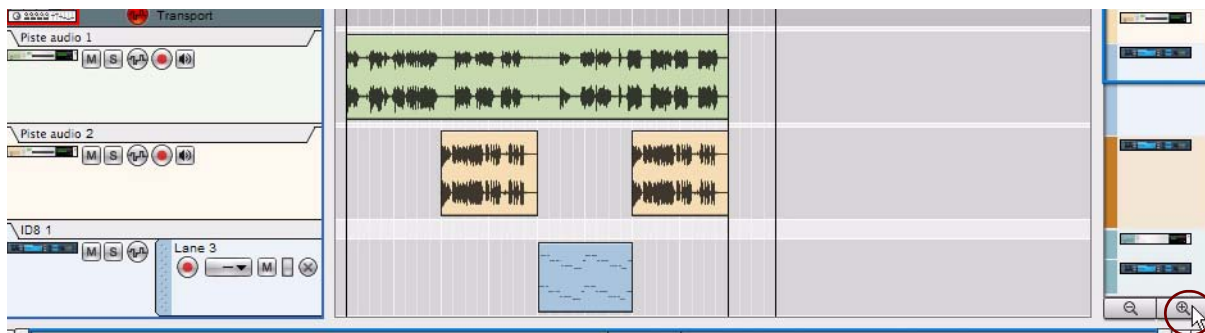 Transport
Piste audio 1
M S
Piste audio 2
M S
ID8 1
M S
Lane 3
M